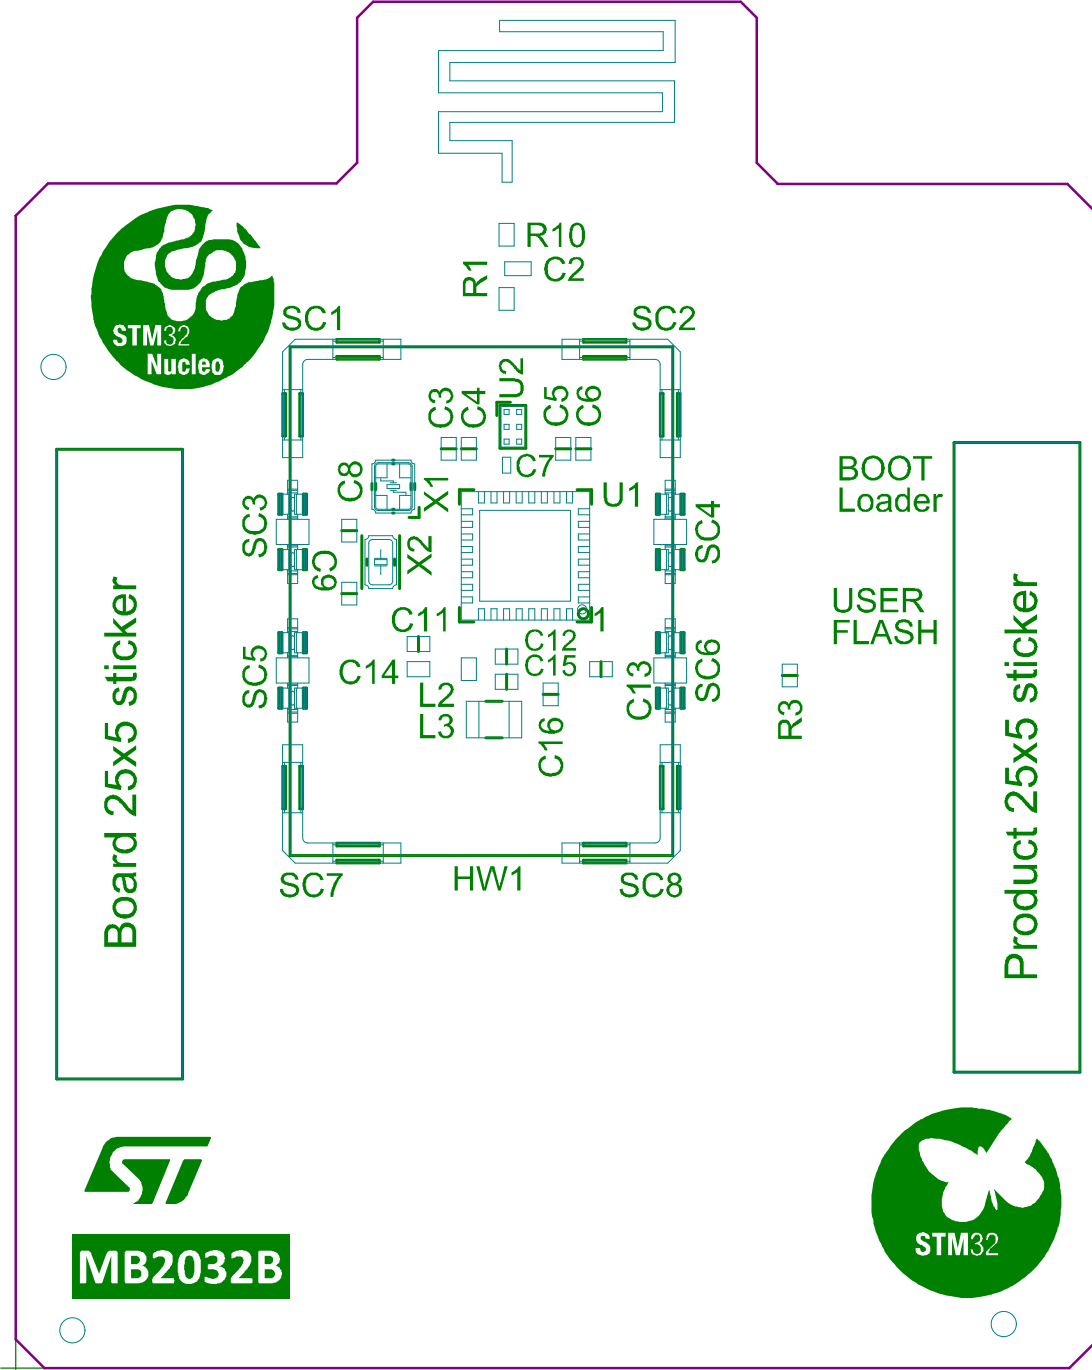 R10
C2
R1
STM32
Nucleo
SC1
SC2
U2
C3
C4
C5
C6
C7
C8
X1
U1
BOOT
Loader
SC3
SC4
X2
C9
USER
FLASH
C11
1
C12
C14
C15
SC5
SC6
L2
C13
L3
C16
R3
Board 25x5 sticker
Product 25x5 sticker
SC7
HW1
SC8
ST
MB2032B
STM32